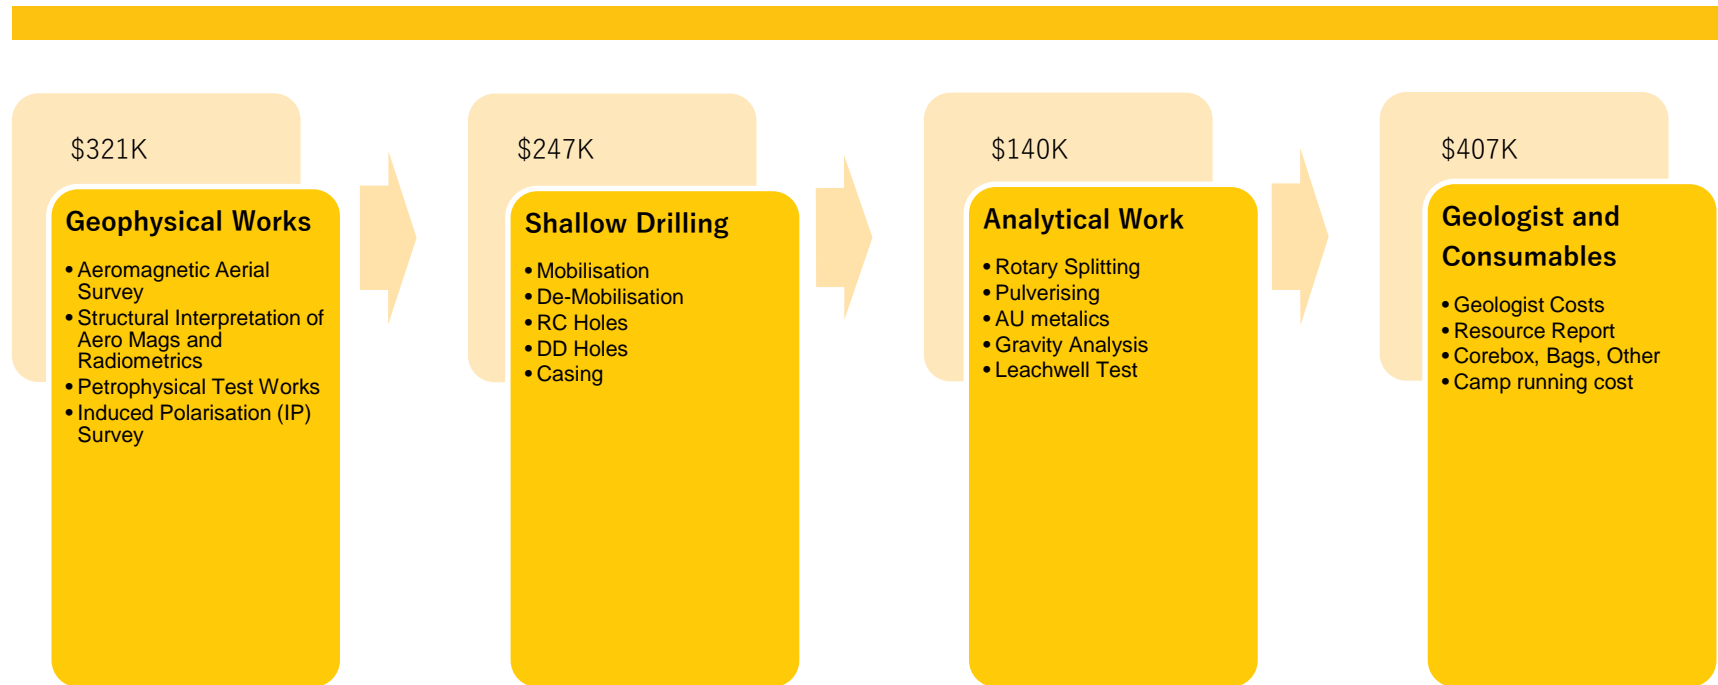 $321K
Geophysical Works
• Aeromagnetic Aerial
Survey
• Structural Interpretation of
Aero Mags and
Radiometrics
• Petrophysical Test Works
• Induced Polarisation (IP)
Survey
$247K
Shallow Drilling
• Mobilisation
• De-Mobilisation
• RC Holes
• DD Holes
• Casing
$140K
Analytical Work
• Rotary Splitting
• Pulverising
• AU metalics
• Gravity Analysis
• Leachwell Test
$407K
Geologist and
Consumables
• Geologist Costs
• Resource Report
• Corebox, Bags, Other
• Camp running cost